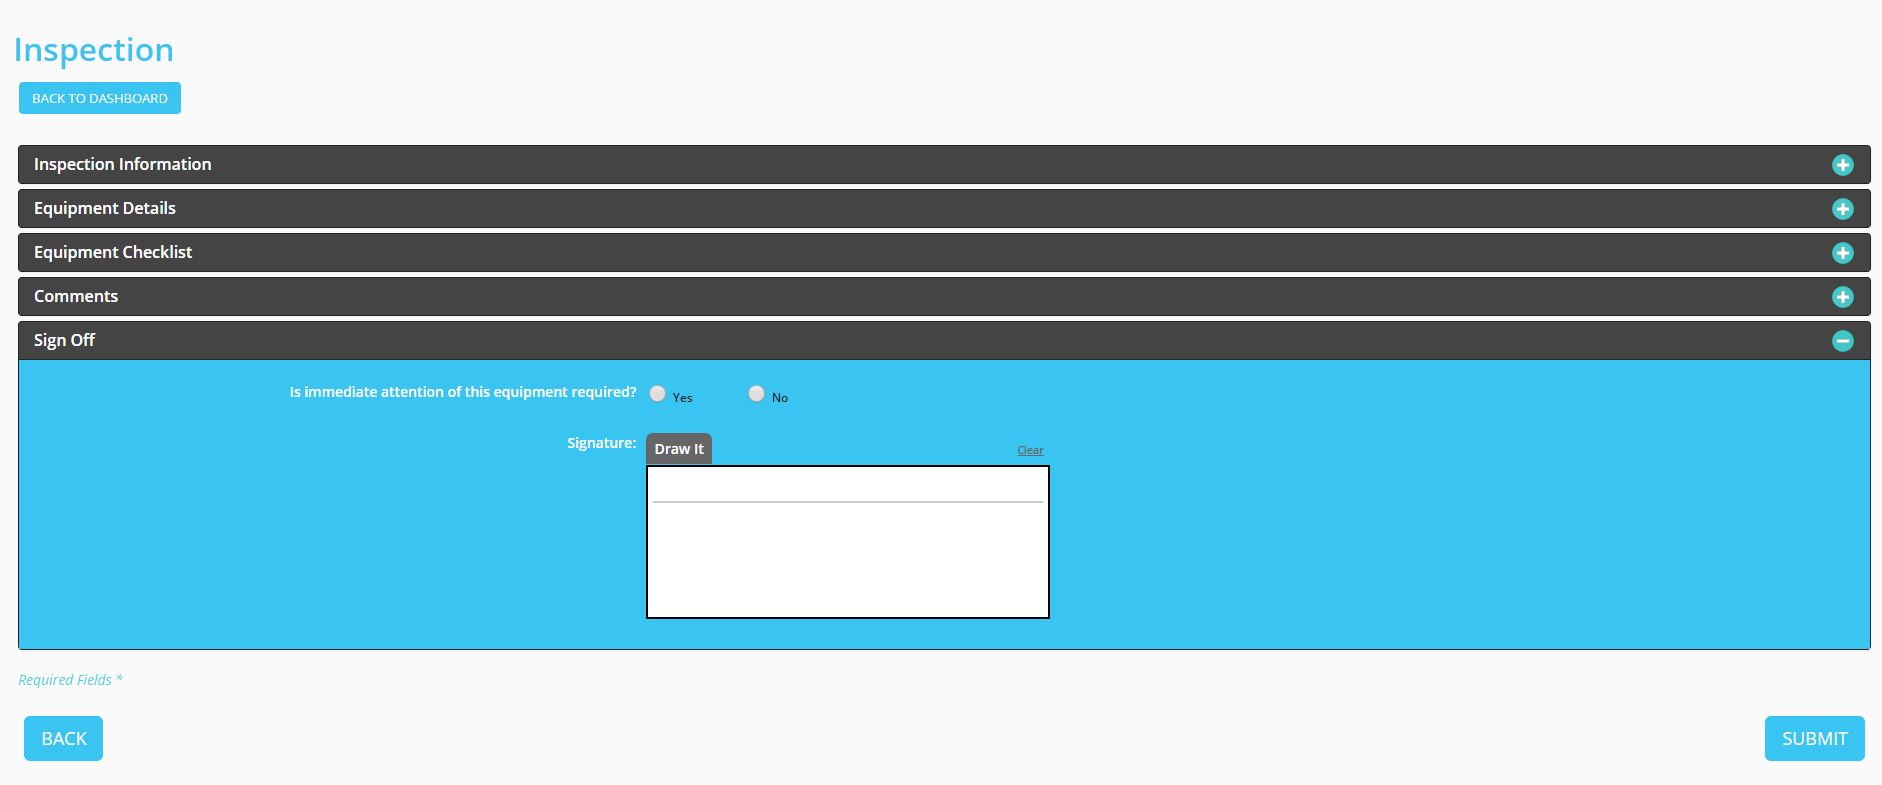 Inspection
BACK TO DASHBOARD
Inspection Information
Equipment Details
Equipment Checklist
Comments
Sign Off
Is immediate attention of this equipment required? Yes No
Signature: Draw It Clear
Required Fields *
BACK SUBMIT